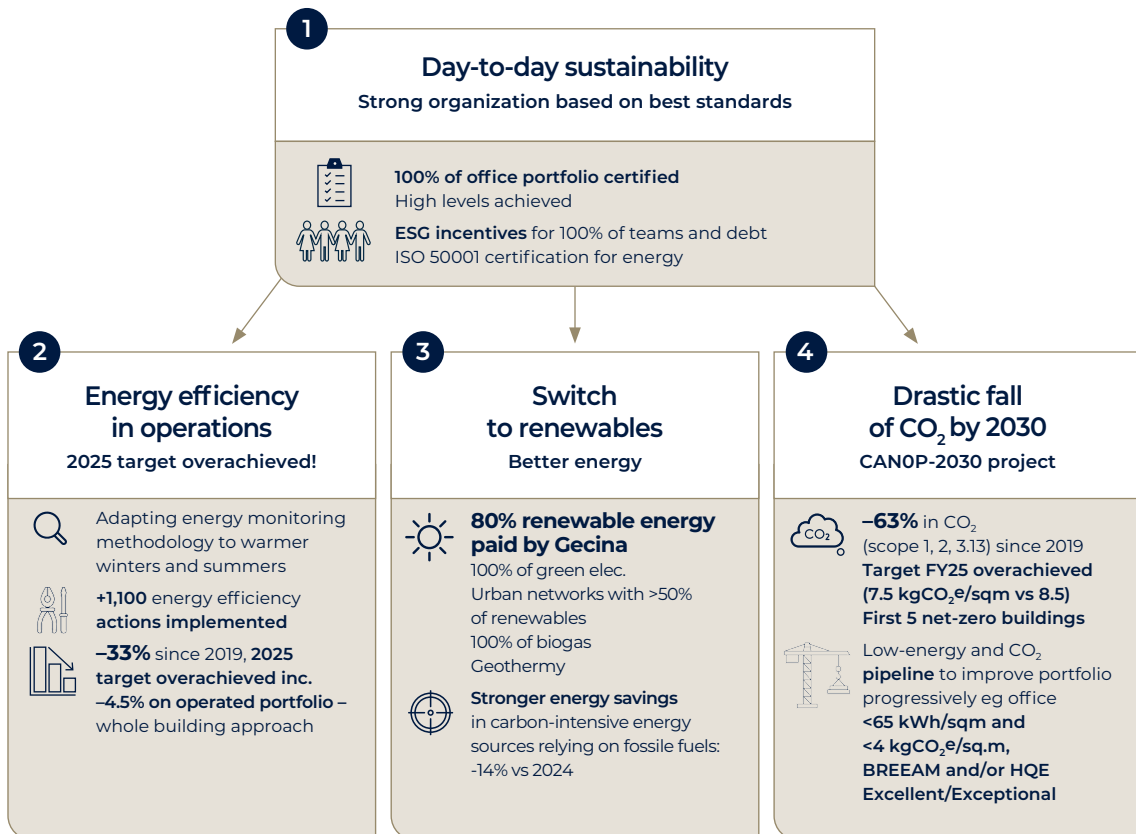 1
Day-to-day sustainability
Strong organization based on best standards
100% of office portfolio certified
High levels achieved
ESG incentives for 100% of teams and debt
ISO 50001 certification for energy
2
Energy efficiency
in operations
2025 target overachieved!
Adapting energy monitoring
methodology to warmer
winters and summers
+1,100 energy efficiency
actions implemented
–33% since 2019, 2025
target overachieved inc.
–4.5% on operated portfolio –
whole building approach
3
Switch
to renewables
Better energy
80% renewable energy
paid by Gecina
100% of green elec.
Urban networks with >50%
of renewables
100% of biogas
Geothermy
Stronger energy savings
in carbon-intensive energy
sources relying on fossile fuels:
-14% vs 2024
4
Drastic fall
of CO₂ by 2030
CAN0P-2030 project
CO₂
–63% in CO₂
(scope 1, 2, 3.13) since 2019
Target FY25 overachieved
(7.5 kgCO₂e/sqm vs 8.5)
First 5 net-zero buildings
Low-energy and CO₂
pipeline to improve portfolio
progressively eg office
<65 kWh/sqm and
<4 kgCO₂e/sq.m,
BREEAM and/or HQE
Excellent/Exceptional